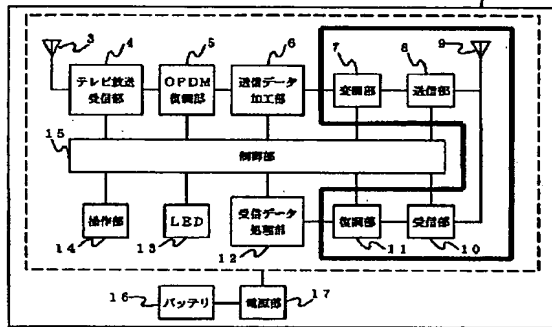 3
4
5
6
7
8
9
テレビ放送
受信部
OPDM
復調部
送信データ
加工部
変調部
送信部
15
制御部
操作部
LED
受信データ
処理部
復調部
受信部
14
13
12
11
10
16
バッテリ
電源部
17